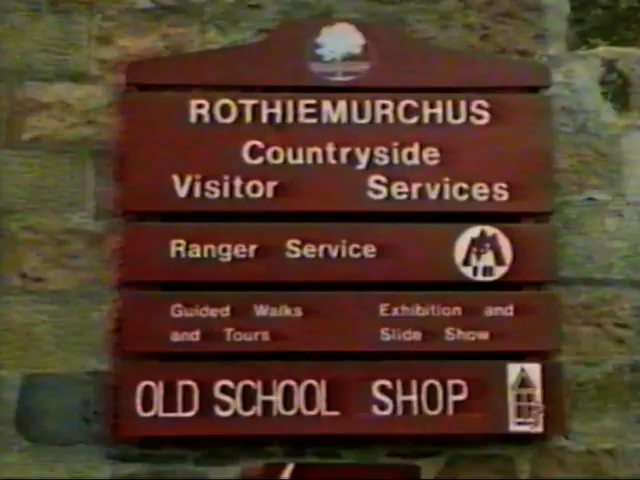 ROTHIEMURCHUS
Countryside
Visitor Services
Ranger Service
Guided Walks
and Tours
Exhibition and
Slide Show
OLD SCHOOL SHOP